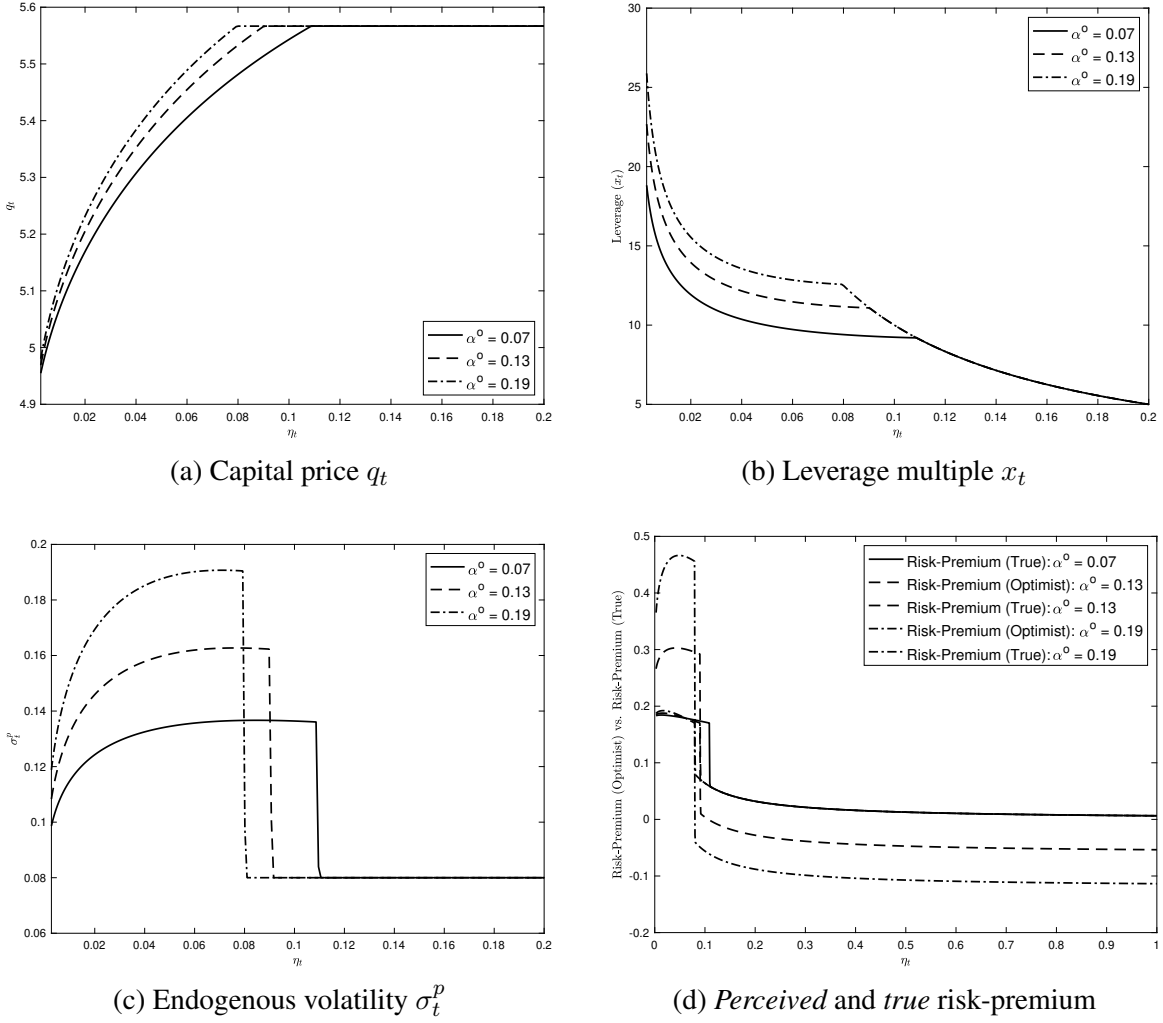 5.6
5.5
5.4
5.3
5.2
5.1
5
4.9
q_t
0.02 0.04 0.06 0.08 0.1 0.12 0.14 0.16 0.18 0.2
η_t
α^o = 0.07
α^o = 0.13
α^o = 0.19
(a) Capital price q_t
30
25
20
15
10
5
Leverage (x_t)
0.02 0.04 0.06 0.08 0.1 0.12 0.14 0.16 0.18 0.2
η_t
α^o = 0.07
α^o = 0.13
α^o = 0.19
(b) Leverage multiple x_t
0.2
0.18
0.16
0.14
0.12
0.1
0.08
0.06
σ_t^p
0.02 0.04 0.06 0.08 0.1 0.12 0.14 0.16 0.18 0.2
η_t
α^o = 0.07
α^o = 0.13
α^o = 0.19
(c) Endogenous volatility σ_t^p
0.5
0.4
0.3
0.2
0.1
0
-0.1
-0.2
Risk-Premium (Optimist) vs. Risk-Premium (True)
0 0.1 0.2 0.3 0.4 0.5 0.6 0.7 0.8 0.9 1
η_t
Risk-Premium (True): α^o = 0.07
Risk-Premium (Optimist): α^o = 0.13
Risk-Premium (True): α^o = 0.13
Risk-Premium (Optimist): α^o = 0.19
Risk-Premium (True): α^o = 0.19
(d) Perceived and true risk-premium